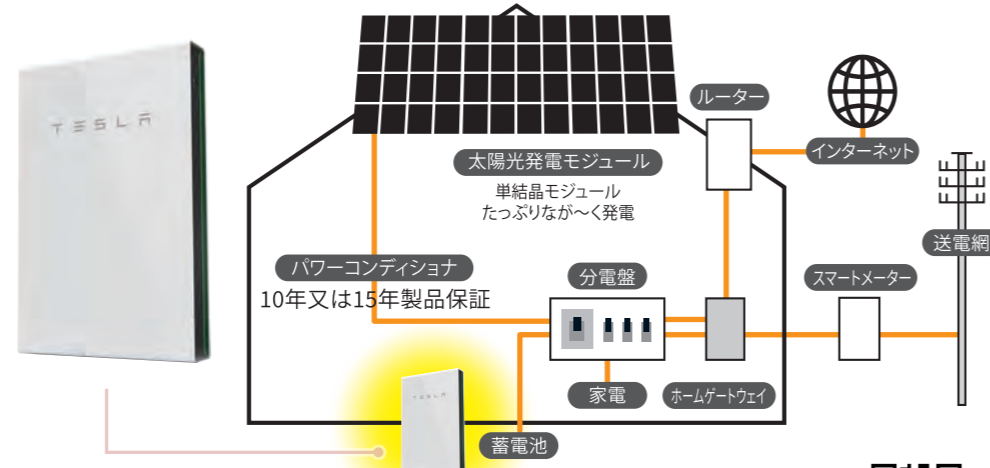 TESLA
ルーター
インターネット
太陽光発電モジュール
単結晶モジュール
たっぷりなが〜く発電
送電網
パワーコンディショナ
10年又は15年製品保証
分電盤
スマートメーター
家電
ホームゲートウェイ
TESLA
蓄電池